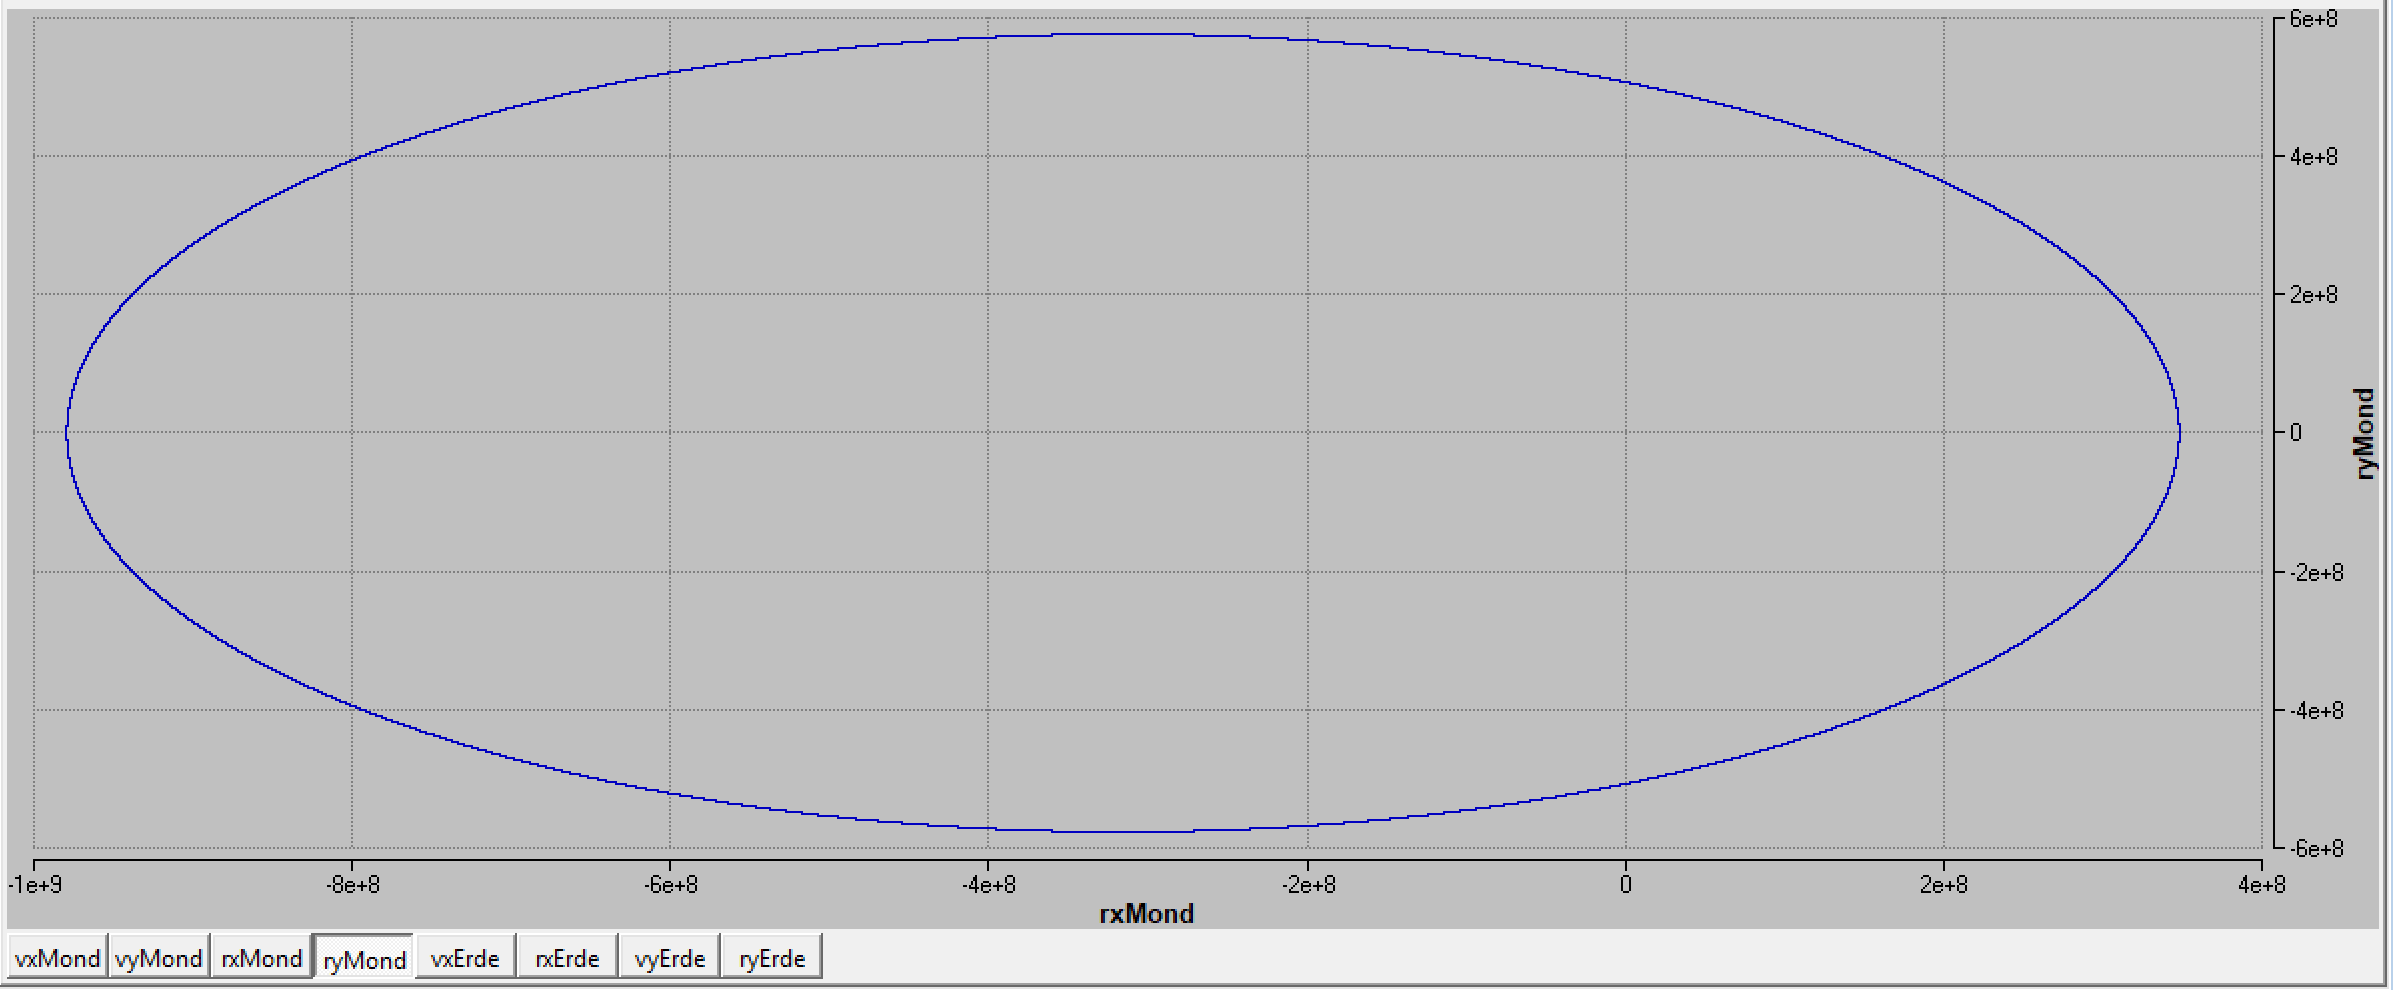 6e+8
4e+8
2e+8
0
-2e+8
-4e+8
-6e+8
ryMond
-1e+9 -8e+8 -6e+8 -4e+8 -2e+8 0 2e+8 4e+8
rxMond
vxMond vyMond rxMond ryMond vxErde rxErde vyErde ryErde